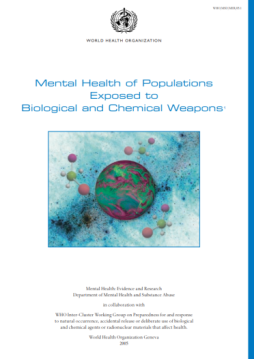 WORLD HEALTH ORGANIZATION
Mental Health of Populations
Exposed to
Biological and Chemical Weapons
Mental Health: Evidence and Research
Department of Mental Health and Substance Abuse
in collaboration with
WHO Inter-Cluster Working Group on Preparedness for and response
to natural occurrence, accidental release or deliberate use of biological
and chemical agents or radionuclear materials that affect health.
World Health Organization Geneva
2005